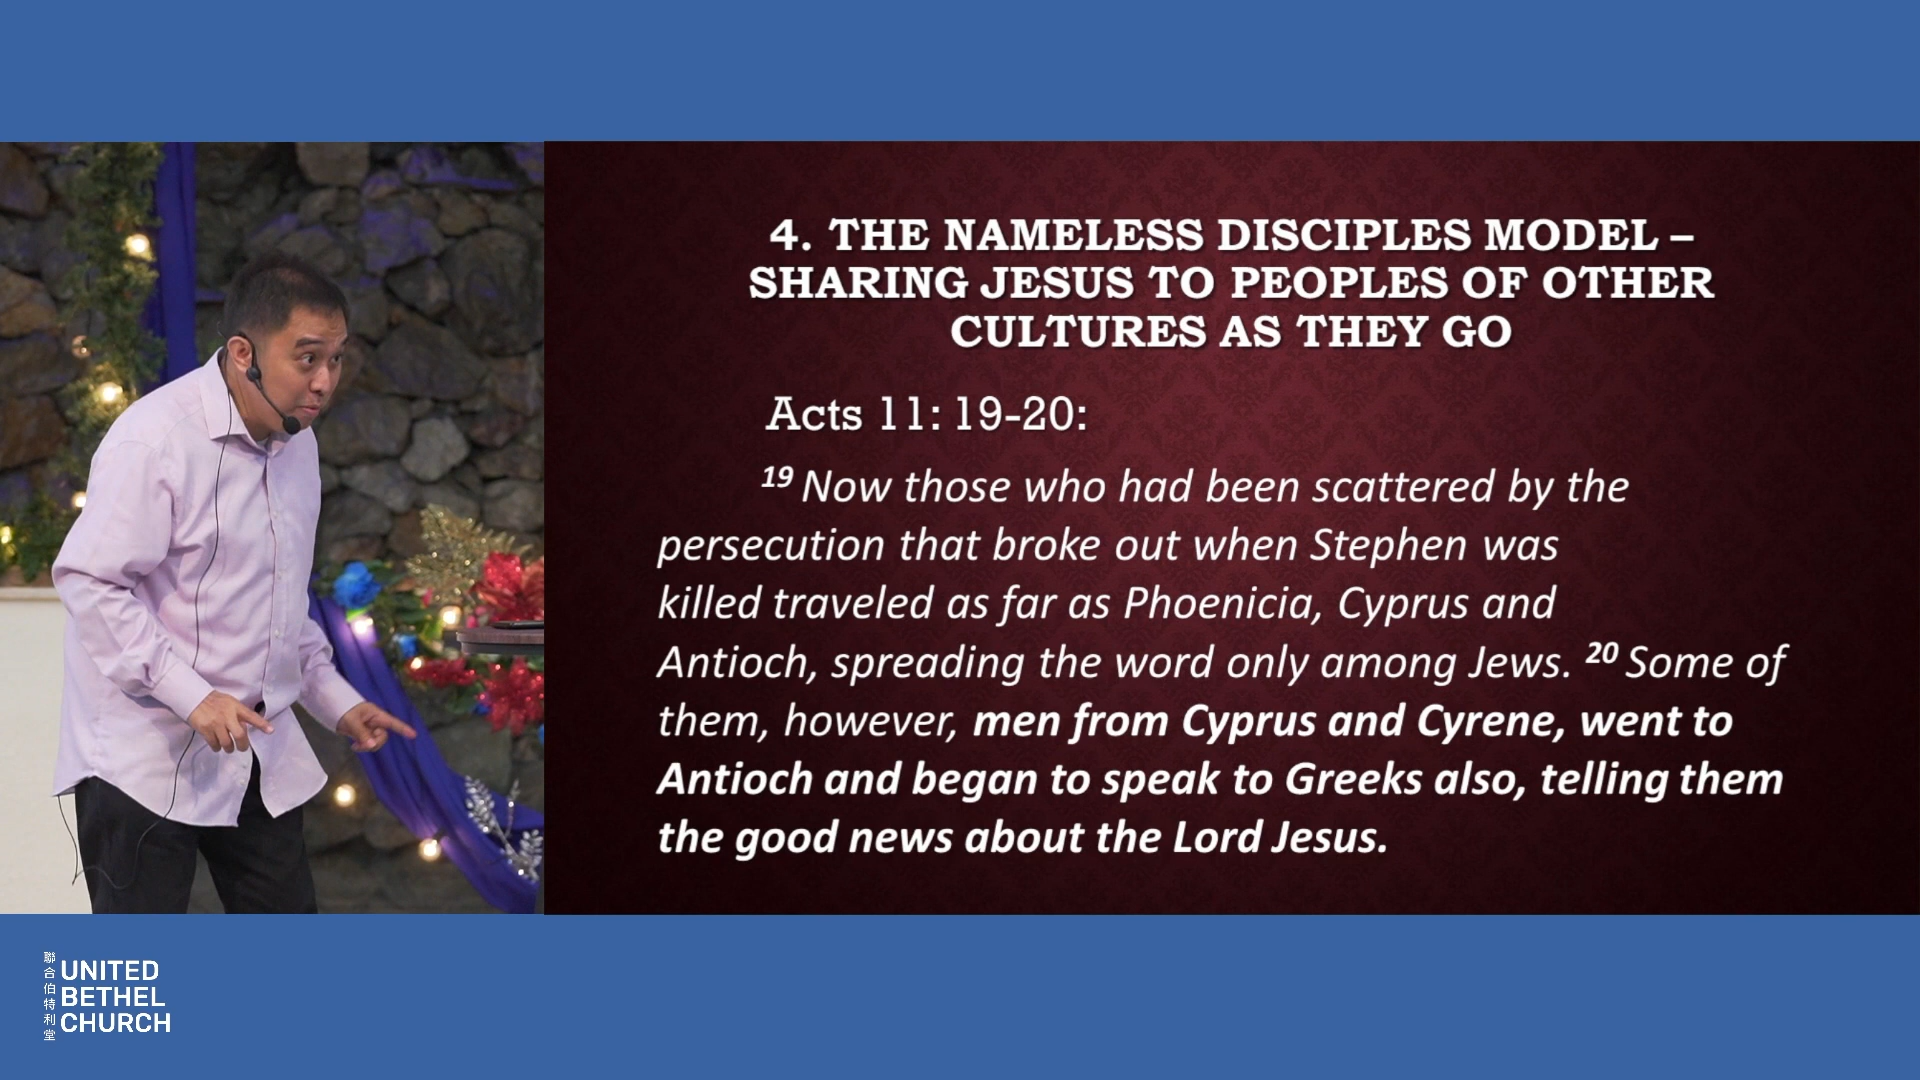 4. THE NAMELESS DISCIPLES MODEL –
SHARING JESUS TO PEOPLES OF OTHER
CULTURES AS THEY GO
Acts 11: 19-20:
19 Now those who had been scattered by the
persecution that broke out when Stephen was
killed traveled as far as Phoenicia, Cyprus and
Antioch, spreading the word only among Jews. 20 Some of
them, however, men from Cyprus and Cyrene, went to
Antioch and began to speak to Greeks also, telling them
the good news about the Lord Jesus.
聯合伯特利堂
UNITED
BETHEL
CHURCH